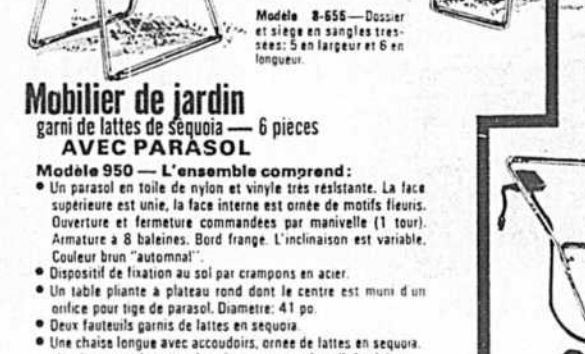 Modèle 8-656—Dossier
et siège en sangles tres-
sées: 5 en largeur et 6 en
longueur.
Mobilier de jardin
garni de lattes de séquoia — 6 pièces
AVEC PARASOL
Modèle 950 — L'ensemble comprend:
• Un parasol en toile de nylon et vinyle très résistante. La face
supérieure est unie, la face interne est ornée de motifs fleuris.
Ouverture et fermeture commandées par manivelle (1 tour).
Armature à 8 baleines. Bord frangé. L'inclinaison est variable.
Couleur brun "automnal".
• Dispositif de fixation au sol par crampons en acier.
• Un table pliante à plateau rond dont le centre est muni d'un
orifice pour tige de parasol. Diametre: 41 po.
• Deux fauteuils garnis de lattes en sequoia.
• Une chaise longue avec accoudoirs, ornee de lattes en sequoia.